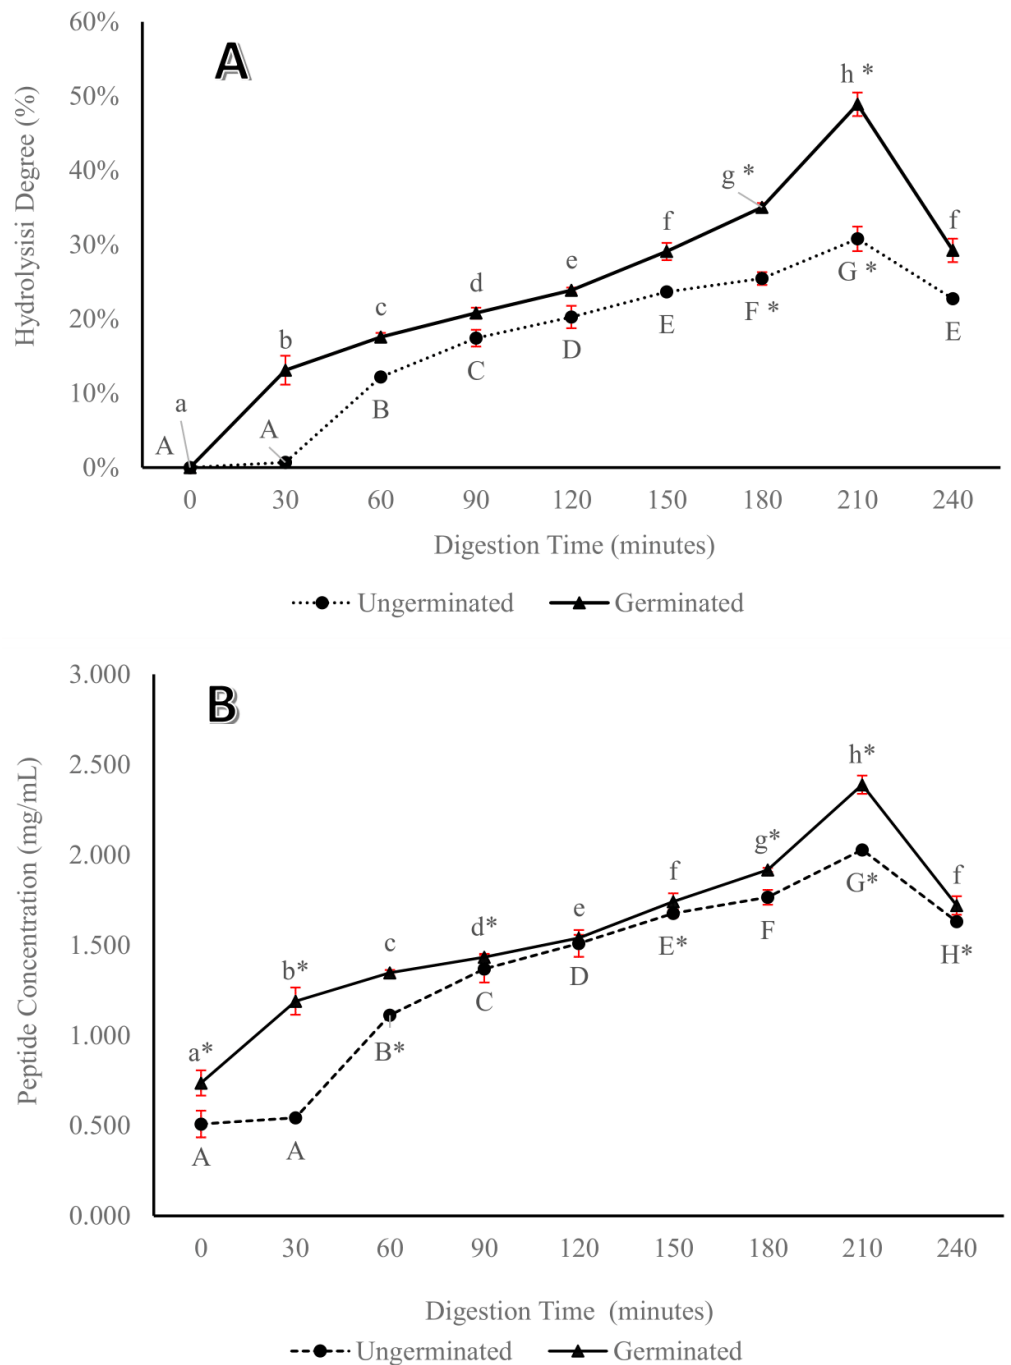 60%
A
h *
50%
40%
g *
f
f
30%
e
G *
d
c
F *
20%
b
E
E
D
C
10%
B
a
A
A
0%
0 30 60 90 120 150 180 210 240
Hydrolysisi Degree (%)
Digestion Time (minutes)
Ungerminated Germinated
3.000
B
2.500
h*
2.000
g*
f
f
G*
e
d*
c
F
1.500
E*
H*
b*
D
C
1.000
a*
B*
0.500
A
A
0.000
0 30 60 90 120 150 180 210 240
Peptide Concentration (mg/mL)
Digestion Time (minutes)
Ungerminated Germinated